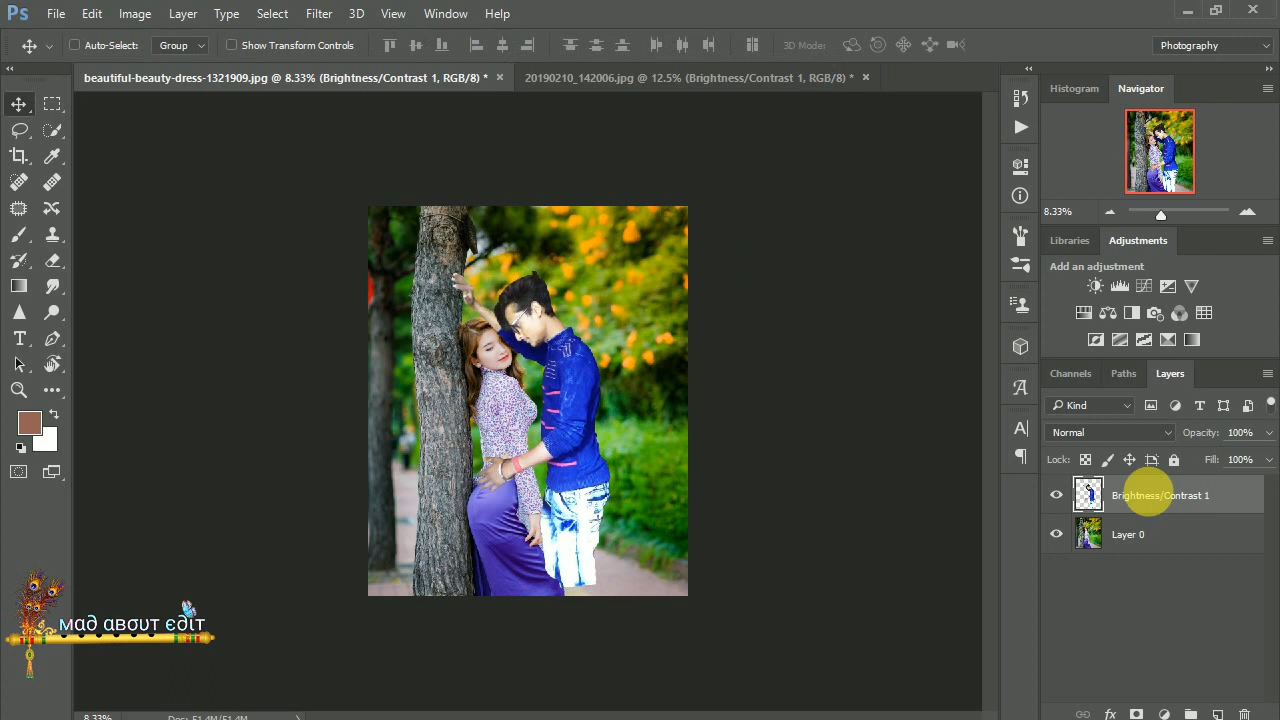 Ps File Edit Image Layer Type Select Filter 3D View Window Help
Auto-Select: Group Show Transform Controls 3D Mode: Photography
beautiful-beauty-dress-1321909.jpg @ 8.33% (Brightness/Contrast 1, RGB/8) * × 20190210_142006.jpg @ 12.5% (Brightness/Contrast 1, RGB/8) * ×
Histogram Navigator
8.33%
Libraries Adjustments
Add an adjustment
Channels Paths Layers
Kind
Normal Opacity: 100%
Lock: Fill: 100%
Brightness/Contrast 1
Layer 0
мад αвσυт є∂ιт
8.33% Doc: 51.4M/51.4M